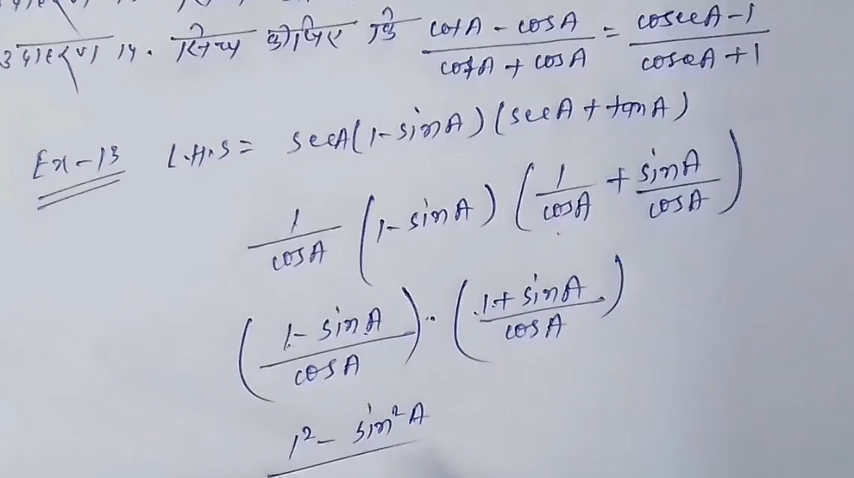 उदाहरण 14. सिध्द कीजिए कि (cotA - cosA)/(cotA + cosA) = (cosecA - 1)/(cosecA + 1)
Ex-13 L.H.S = secA(1-sinA)(secA + tanA)
1/cosA (1-sinA) (1/cosA + sinA/cosA)
((1-sinA)/cosA) . ((1+sinA)/cosA)
1² - sin²A